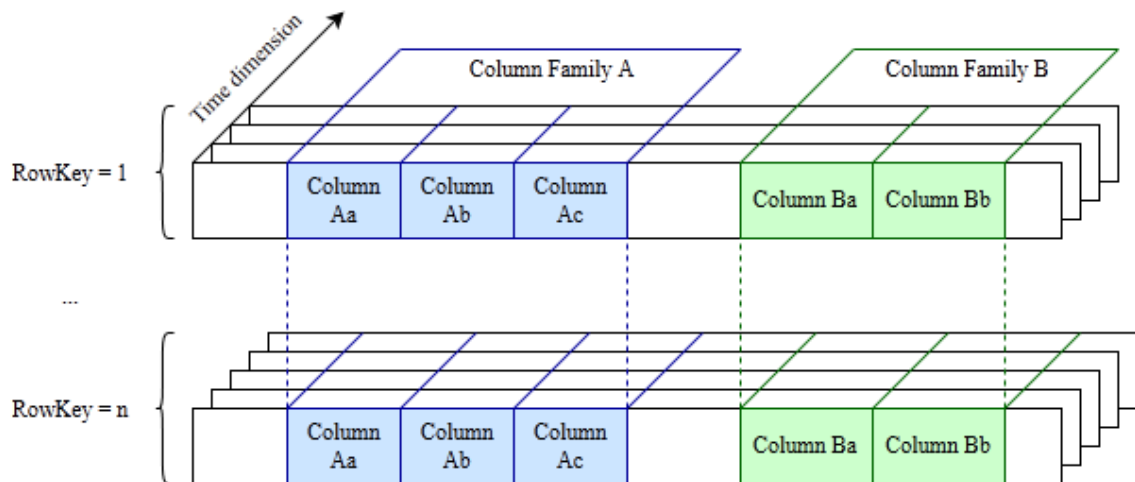 Time dimension
Column Family A
Column Family B
RowKey = 1
Column
Aa
Column
Ab
Column
Ac
Column Ba
Column Bb
...
RowKey = n
Column
Aa
Column
Ab
Column
Ac
Column Ba
Column Bb